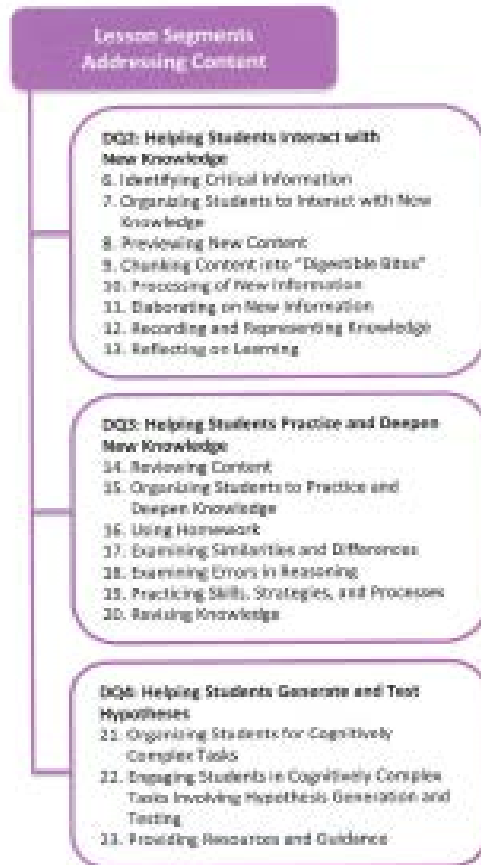 Lesson Segments
Addressing Content
DQ2: Helping Students Interact with
New Knowledge
6. Identifying Critical Information
7. Organizing Students to Interact with New
Knowledge
8. Previewing New Content
9. Chunking Content into "Digestible Bites"
10. Processing of New Information
11. Elaborating on New Information
12. Recording and Representing Knowledge
13. Reflecting on Learning
DQ3: Helping Students Practice and Deepen
New Knowledge
14. Reviewing Content
15. Organizing Students to Practice and
Deepen Knowledge
16. Using Homework
17. Examining Similarities and Differences
18. Examining Errors in Reasoning
19. Practicing Skills, Strategies, and Processes
20. Revising Knowledge
DQ4: Helping Students Generate and Test
Hypotheses
21. Organizing Students for Cognitively
Complex Tasks
22. Engaging Students in Cognitively Complex
Tasks Involving Hypothesis Generation and
Testing
23. Providing Resources and Guidance